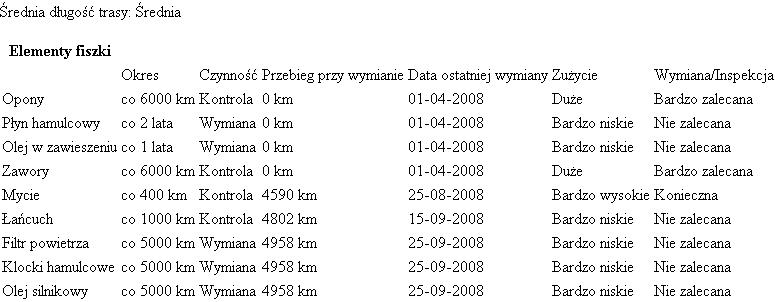 Średnia długość trasy: Średnia
Elementy fiszki
Okres Czynność Przebieg przy wymianie Data ostatniej wymiany Zużycie Wymiana/Inspekcja
Opony co 6000 km Kontrola 0 km 01-04-2008 Duże Bardzo zalecana
Płyn hamulcowy co 2 lata Wymiana 0 km 01-04-2008 Bardzo niskie Nie zalecana
Olej w zawieszeniu co 1 lata Wymiana 0 km 01-04-2008 Bardzo niskie Nie zalecana
Zawory co 6000 km Kontrola 0 km 01-04-2008 Duże Bardzo zalecana
Mycie co 400 km Kontrola 4590 km 25-08-2008 Bardzo wysokie Konieczna
Łańcuch co 1000 km Kontrola 4802 km 15-09-2008 Bardzo niskie Nie zalecana
Filtr powietrza co 5000 km Wymiana 4958 km 25-09-2008 Bardzo niskie Nie zalecana
Klocki hamulcowe co 5000 km Wymiana 4958 km 25-09-2008 Bardzo niskie Nie zalecana
Olej silnikowy co 5000 km Wymiana 4958 km 25-09-2008 Bardzo niskie Nie zalecana